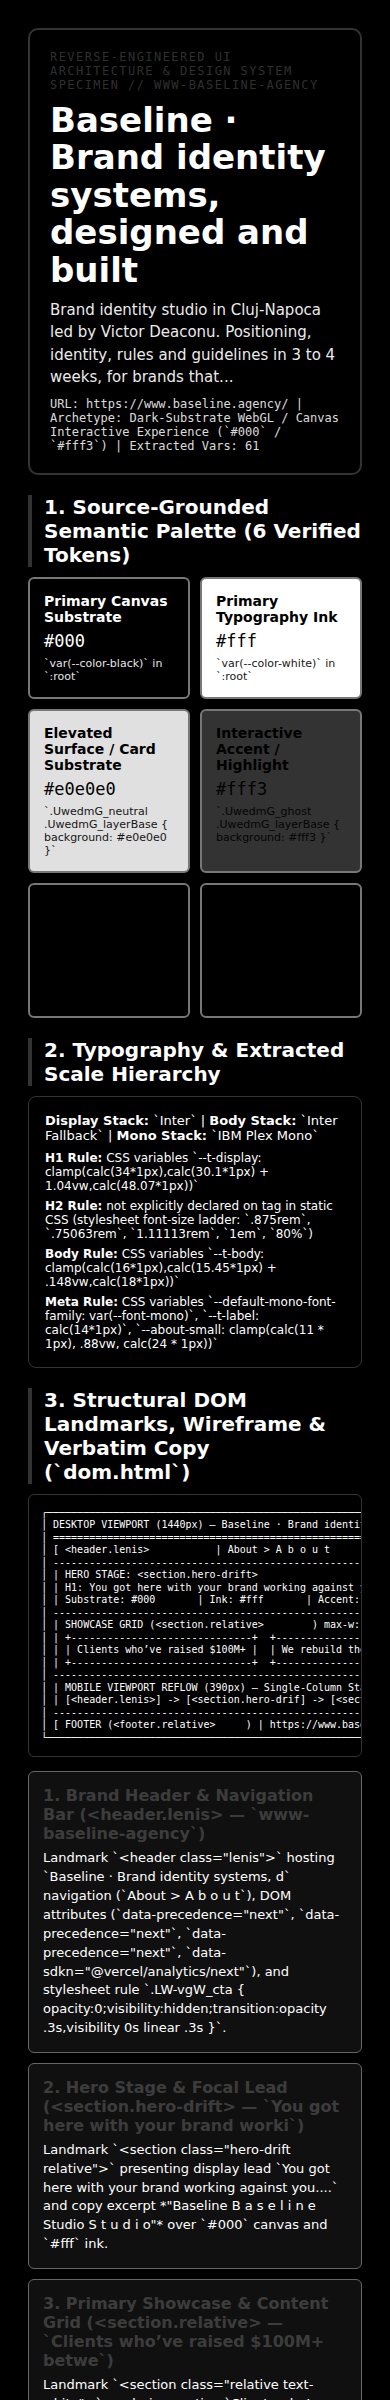 REVERSE-ENGINEERED UI
ARCHITECTURE & DESIGN SYSTEM
SPECIMEN // WWW-BASELINE-AGENCY
Baseline ·
Brand identity
systems,
designed and
built
Brand identity studio in Cluj-Napoca
led by Victor Deaconu. Positioning,
identity, rules and guidelines in 3 to 4
weeks, for brands that...
URL: https://www.baseline.agency/ |
Archetype: Dark-Substrate WebGL / Canvas
Interactive Experience (`#000` /
`#fff3`) | Extracted Vars: 61
1. Source-Grounded
Semantic Palette (6 Verified
Tokens)
Primary Canvas
Substrate
#000
`var(--color-black)` in
`:root`
Primary
Typography Ink
#fff
`var(--color-white)` in
`:root`
Elevated
Surface / Card
Substrate
#e0e0e0
`.UwedmG_neutral
.UwedmG_layerBase {
background: #e0e0e0
}`
Interactive
Accent /
Highlight
#fff3
`.UwedmG_ghost
.UwedmG_layerBase {
background: #fff3 }`
2. Typography & Extracted
Scale Hierarchy
Display Stack: `Inter` | Body Stack: `Inter
Fallback` | Mono Stack: `IBM Plex Mono`
H1 Rule: CSS variables `--t-display:
clamp(calc(34*1px),calc(30.1*1px) +
1.04vw,calc(48.07*1px))`
H2 Rule: not explicitly declared on tag in static
CSS (stylesheet font-size ladder: `.875rem`,
`.75063rem`, `1.11113rem`, `1em`, `80%`)
Body Rule: CSS variables `--t-body:
clamp(calc(16*1px),calc(15.45*1px) +
.148vw,calc(18*1px))`
Meta Rule: CSS variables `--default-mono-font-
family: var(--font-mono)`, `--t-label:
calc(14*1px)`, `--about-small: clamp(calc(11 *
1px), .88vw, calc(24 * 1px))`
3. Structural DOM
Landmarks, Wireframe &
Verbatim Copy
(`dom.html`)
DESKTOP VIEWPORT (1440px) — Baseline · Brand identi
[ <header.lenis> | About > A b o u t
| HERO STAGE: <section.hero-drift>
| H1: You got here with your brand working against
| Substrate: #000 | Ink: #fff | Accent:
| SHOWCASE GRID (<section.relative> ) max-w:
| | Clients who’ve raised $100M+ | | We rebuild the
| MOBILE VIEWPORT REFLOW (390px) — Single-Column St
| [<header.lenis>] -> [<section.hero-drif] -> [<sec
[ FOOTER (<footer.relative> ) | https://www.bas
1. Brand Header & Navigation
Bar (<header.lenis> — `www-
baseline-agency`)
Landmark `<header class="lenis">` hosting
`Baseline · Brand identity systems, d`
navigation (`About > A b o u t`), DOM
attributes (`data-precedence="next"`, `data-
precedence="next"`, `data-
precedence="next"`, `data-
sdkn="@vercel/analytics/next"`), and
stylesheet rule `.LW-vgW_cta {
opacity:0;visibility:hidden;transition:opacity
.3s,visibility 0s linear .3s }`.
2. Hero Stage & Focal Lead
(<section.hero-drift> — `You got
here with your brand worki`)
Landmark `<section class="hero-drift
relative">` presenting display lead `You got
here with your brand working against you....`
and copy excerpt *"Baseline B a s e l i n e
Studio S t u d i o"* over `#000` canvas and
`#fff` ink.
3. Primary Showcase & Content
Grid (<section.relative> —
`Clients who’ve raised $100M+
betwe`)
Landmark `<section class="relative text-